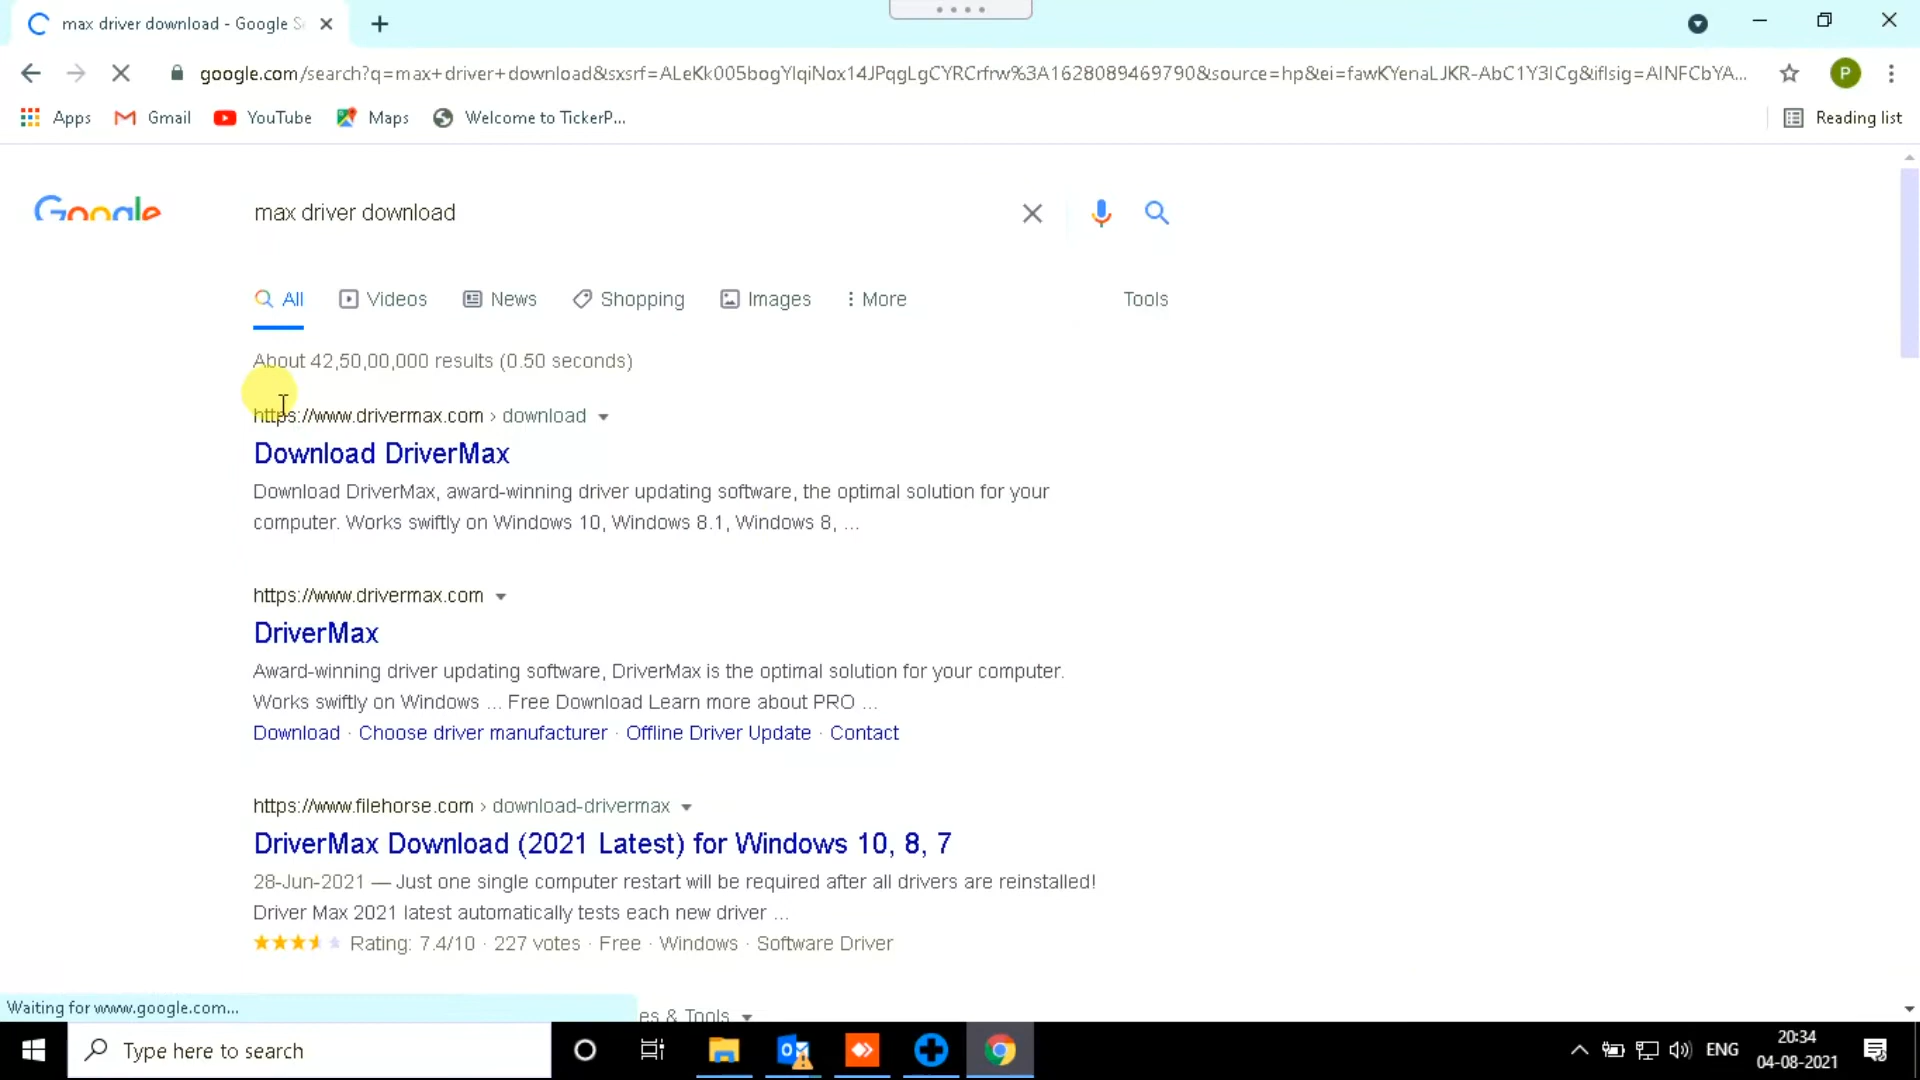 max driver download - Google S
google.com/search?q=max+driver+download&sxsrf=ALeKk005bogYlqiNox14JPqgLgCYRCrfrw%3A1628089469790&source=hp&ei=fawKYenaLJKR-AbC1Y3ICg&iflsig=AINFCbYA...
Apps Gmail YouTube Maps Welcome to TickerP... Reading list
Google max driver download
All Videos News Shopping Images More Tools
About 42,50,00,000 results (0.50 seconds)
https://www.drivermax.com › download
Download DriverMax
Download DriverMax, award-winning driver updating software, the optimal solution for your
computer. Works swiftly on Windows 10, Windows 8.1, Windows 8, ...
https://www.drivermax.com
DriverMax
Award-winning driver updating software, DriverMax is the optimal solution for your computer.
Works swiftly on Windows ... Free Download Learn more about PRO ...
Download · Choose driver manufacturer · Offline Driver Update · Contact
https://www.filehorse.com › download-drivermax
DriverMax Download (2021 Latest) for Windows 10, 8, 7
28-Jun-2021 — Just one single computer restart will be required after all drivers are reinstalled!
Driver Max 2021 latest automatically tests each new driver ...
Rating: 7.4/10 · 227 votes · Free · Windows · Software Driver
Waiting for www.google.com...
es & Tools
Type here to search
ENG
20:34
04-08-2021
P